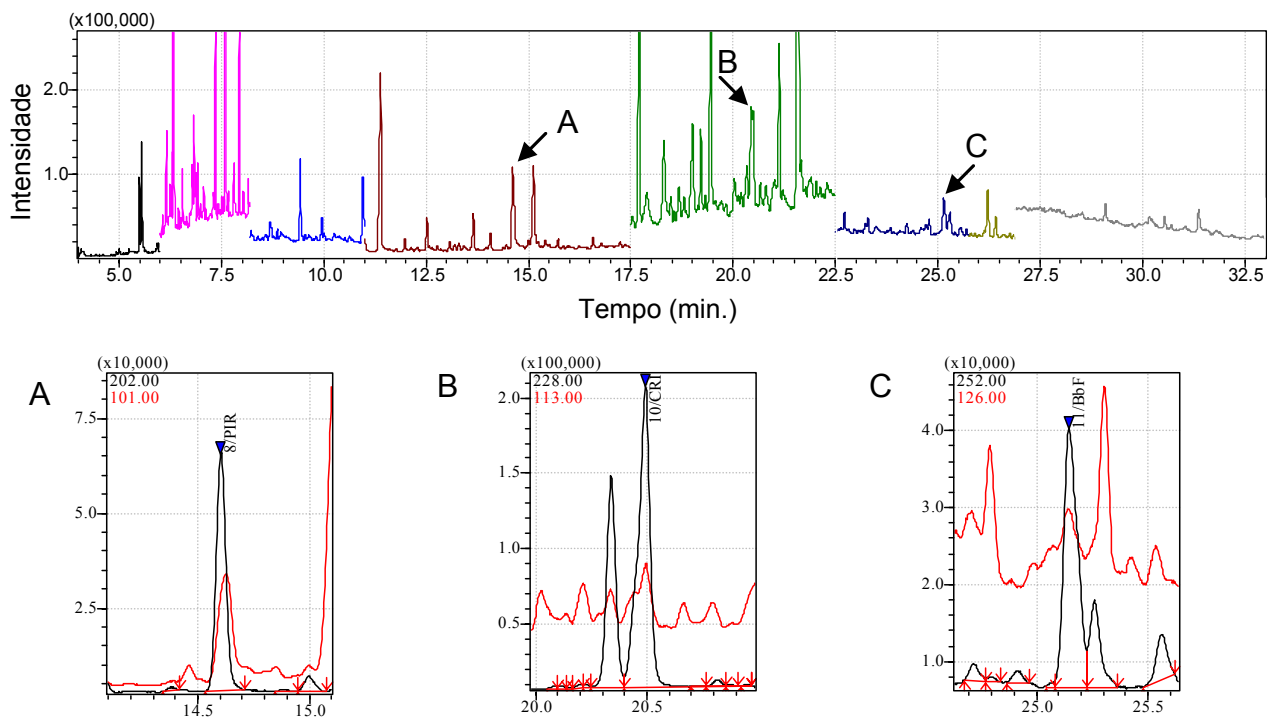 (x100,000)
Intensidade
2.0
1.0
A
B
C
5.0 7.5 10.0 12.5 15.0 17.5 20.0 22.5 25.0 27.5 30.0 32.5
Tempo (min.)
A
(x10,000)
202.00
101.00
8/PIR
7.5
5.0
2.5
14.5 15.0
B
(x100,000)
228.00
113.00
10/CRI
2.0
1.5
1.0
0.5
20.0 20.5
C
(x10,000)
252.00
126.00
11/BbF
4.0
3.0
2.0
1.0
25.0 25.5